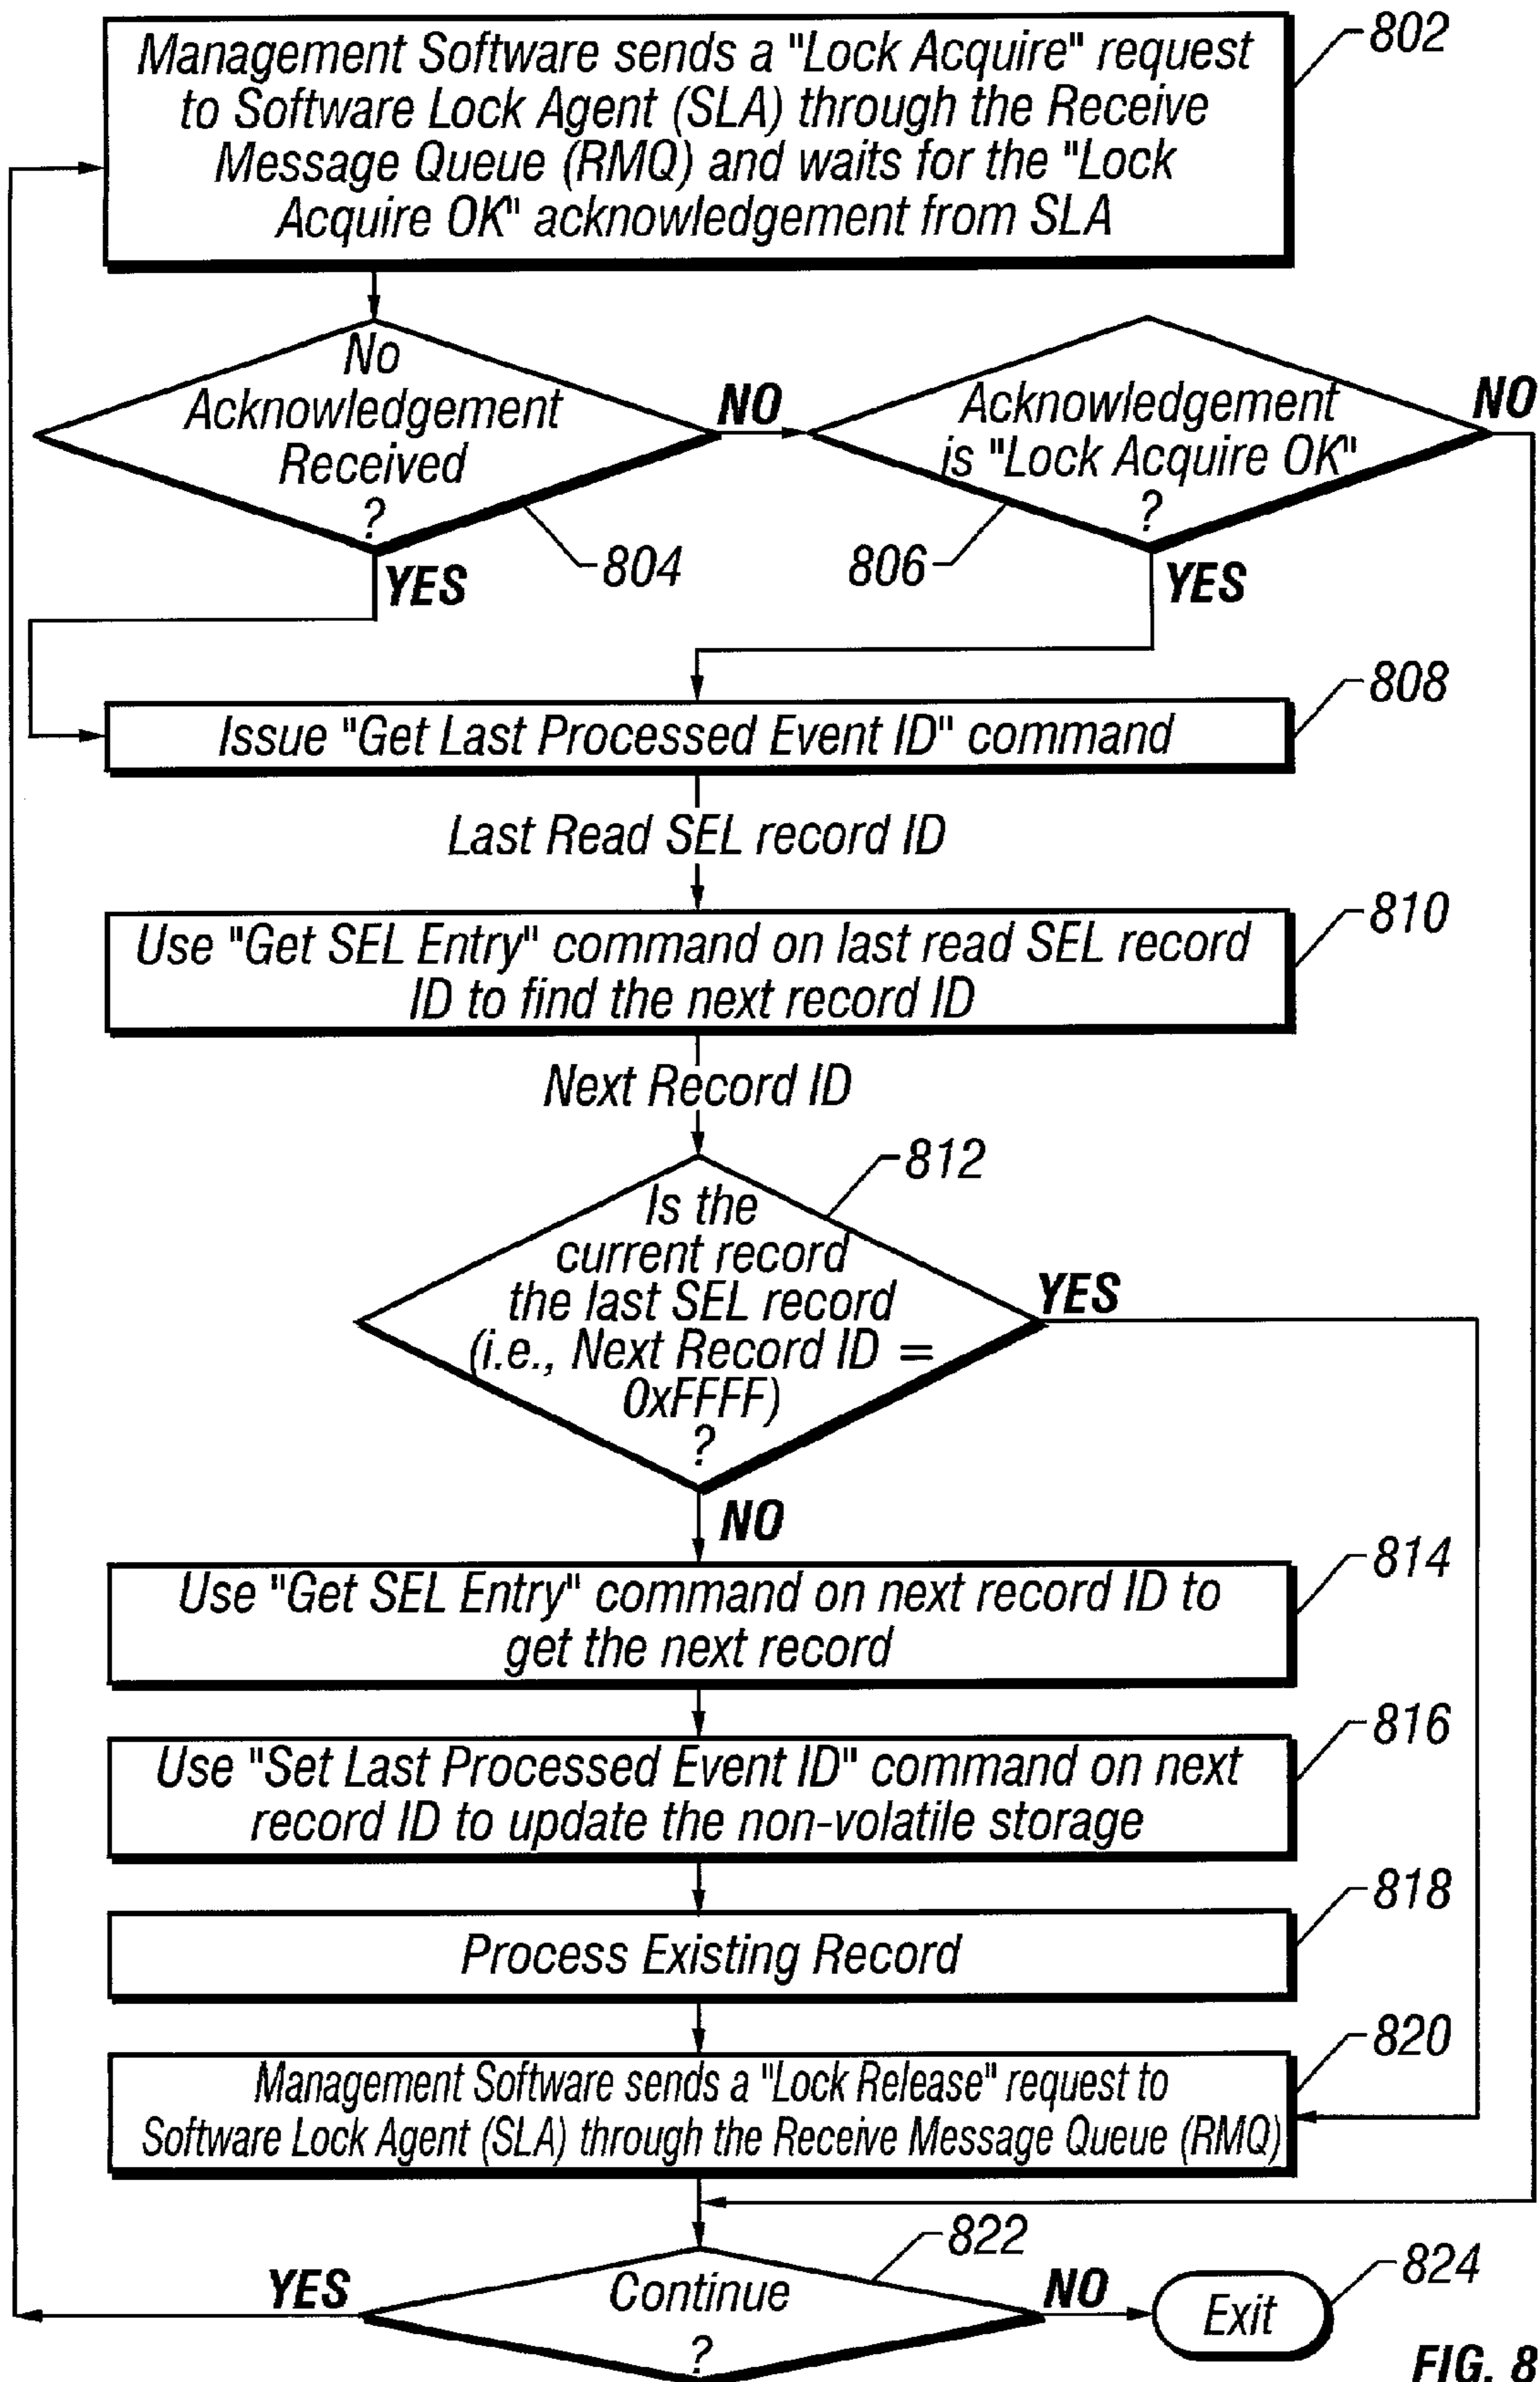 Management Software sends a "Lock Acquire" request
to Software Lock Agent (SLA) through the Receive
Message Queue (RMQ) and waits for the "Lock
Acquire OK" acknowledgement from SLA
802
No
Acknowledgement
Received
?
NO
804
YES
Acknowledgement
is "Lock Acquire OK"
?
NO
806
YES
Issue "Get Last Processed Event ID" command
808
Last Read SEL record ID
Use "Get SEL Entry" command on last read SEL record
ID to find the next record ID
810
Next Record ID
812
Is the
current record
the last SEL record
(i.e., Next Record ID =
0xFFFF)
?
YES
NO
Use "Get SEL Entry" command on next record ID to
get the next record
814
Use "Set Last Processed Event ID" command on next
record ID to update the non-volatile storage
816
Process Existing Record
818
Management Software sends a "Lock Release" request to
Software Lock Agent (SLA) through the Receive Message Queue (RMQ)
820
822
YES
Continue
?
NO
Exit
824
FIG. 8